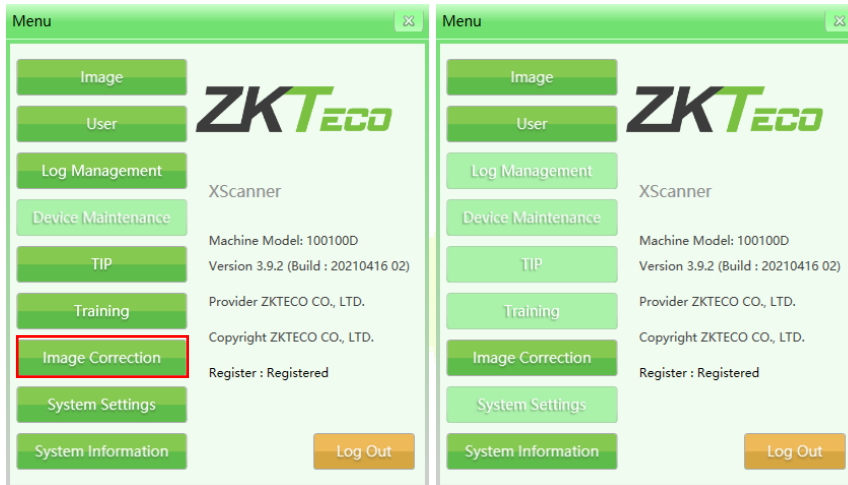 Menu
Image
User
Log Management
Device Maintenance
TIP
Training
Image Correction
System Settings
System Information
ZKTECO
XScanner
Machine Model: 100100D
Version 3.9.2 (Build : 20210416 02)
Provider ZKTECO CO., LTD.
Copyright ZKTECO CO., LTD.
Register : Registered
Log Out
Menu
Image
User
Log Management
Device Maintenance
TIP
Training
Image Correction
System Settings
System Information
ZKTECO
XScanner
Machine Model: 100100D
Version 3.9.2 (Build : 20210416 02)
Provider ZKTECO CO., LTD.
Copyright ZKTECO CO., LTD.
Register : Registered
Log Out